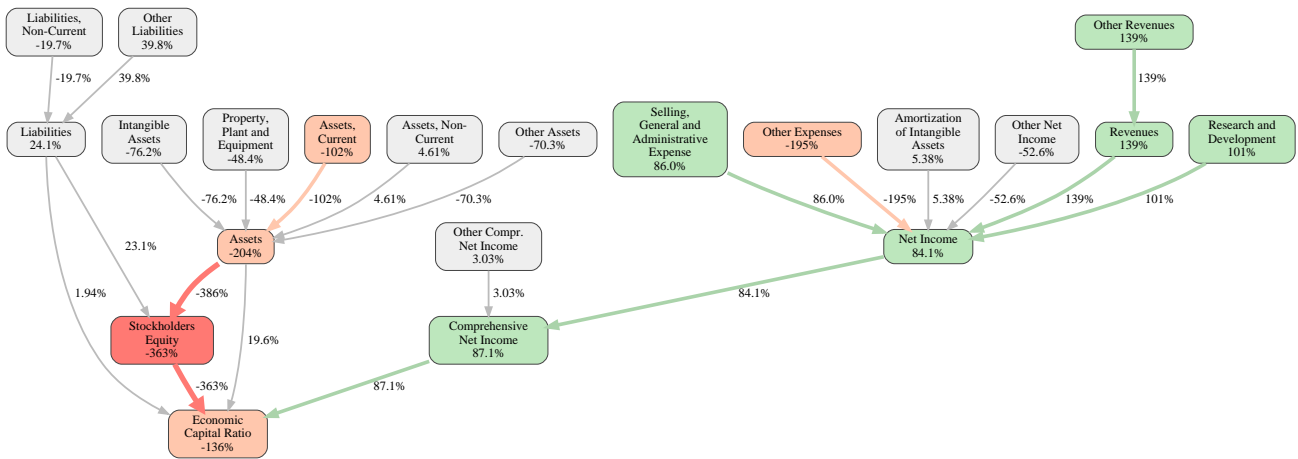 Liabilities,
Non-Current
-19.7%
Other
Liabilities
39.8%
Other Revenues
139%
-19.7%
39.8%
139%
Liabilities
24.1%
Intangible
Assets
-76.2%
Property,
Plant and
Equipment
-48.4%
Assets,
Current
-102%
Assets, Non-
Current
4.61%
Other Assets
-70.3%
Selling,
General and
Administrative
Expense
86.0%
Other Expenses
-195%
Amortization
of Intangible
Assets
5.38%
Other Net
Income
-52.6%
Revenues
139%
Research and
Development
101%
-76.2%
-48.4%
-102%
4.61%
-70.3%
86.0%
-195%
5.38%
-52.6%
139%
101%
Assets
-204%
Other Compr.
Net Income
3.03%
Net Income
84.1%
23.1%
1.94%
-386%
3.03%
84.1%
Stockholders
Equity
-363%
19.6%
Comprehensive
Net Income
87.1%
-363%
87.1%
Economic
Capital Ratio
-136%